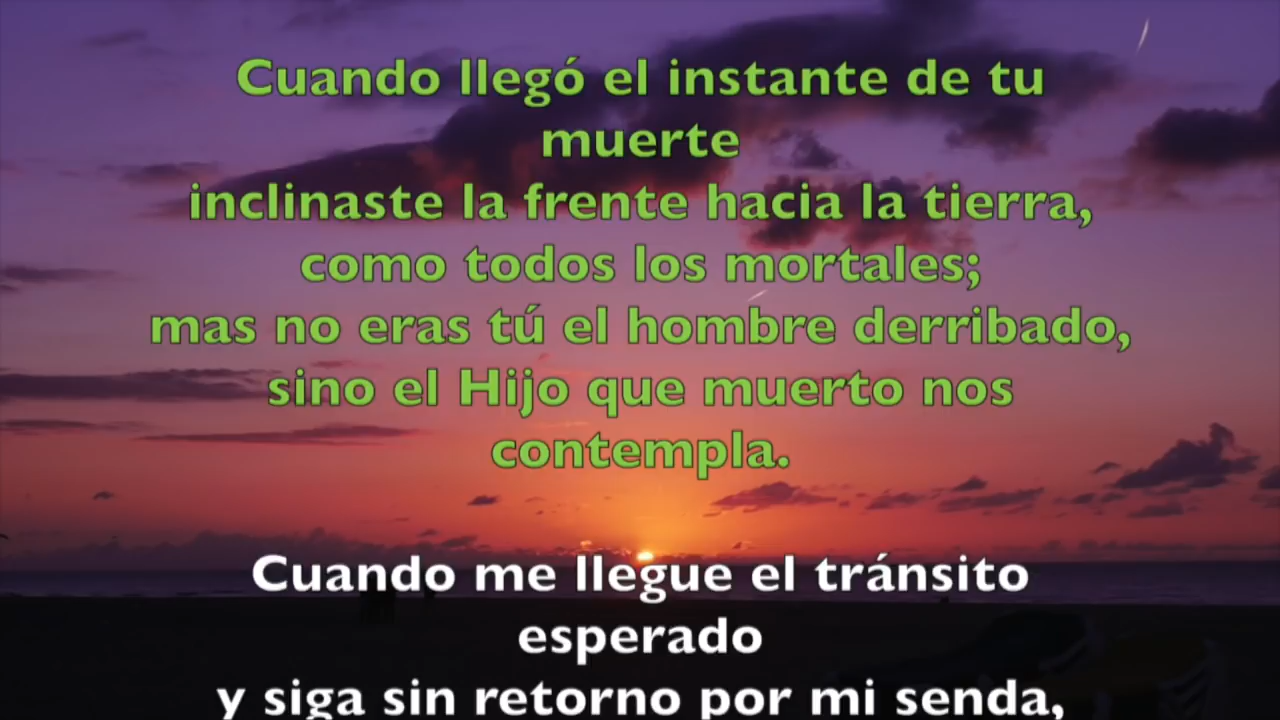 Cuando llegó el instante de tu
muerte
inclinaste la frente hacia la tierra,
como todos los mortales;
mas no eras tú el hombre derribado,
sino el Hijo que muerto nos
contempla.
Cuando me llegue el tránsito
esperado
y siga sin retorno por mi senda,